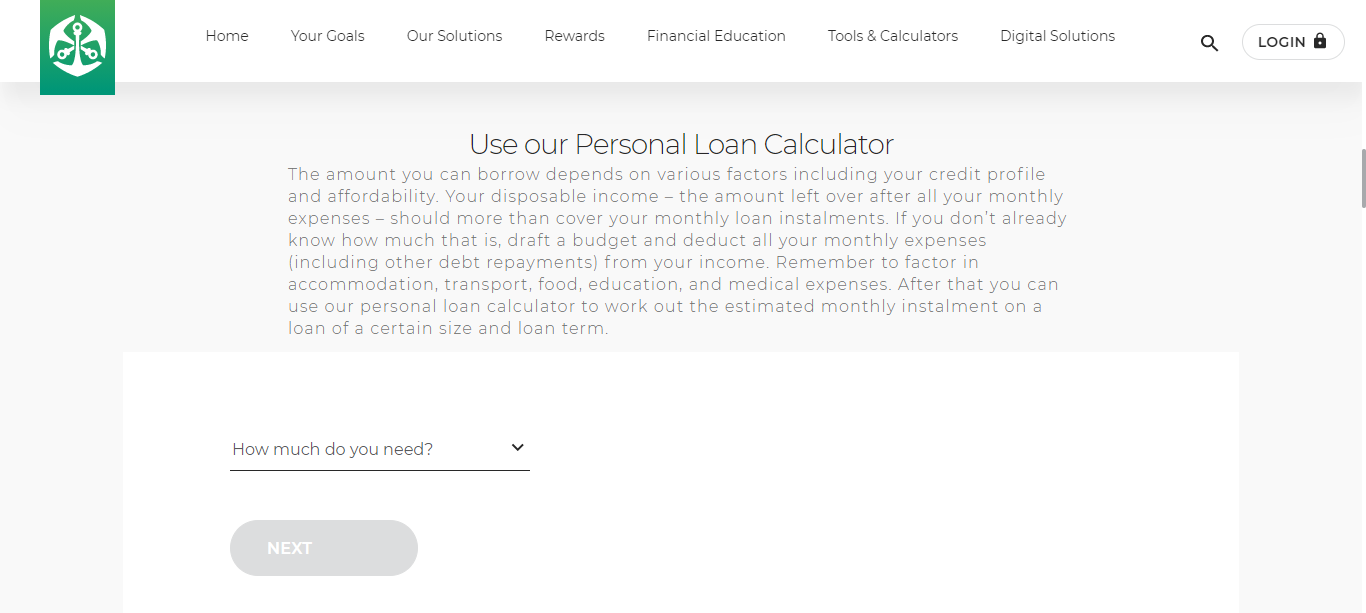 Home Your Goals Our Solutions Rewards Financial Education Tools & Calculators Digital Solutions LOGIN
Use our Personal Loan Calculator
The amount you can borrow depends on various factors including your credit profile
and affordability. Your disposable income – the amount left over after all your monthly
expenses – should more than cover your monthly loan instalments. If you don’t already
know how much that is, draft a budget and deduct all your monthly expenses
(including other debt repayments) from your income. Remember to factor in
accommodation, transport, food, education, and medical expenses. After that you can
use our personal loan calculator to work out the estimated monthly instalment on a
loan of a certain size and loan term.
How much do you need?
NEXT